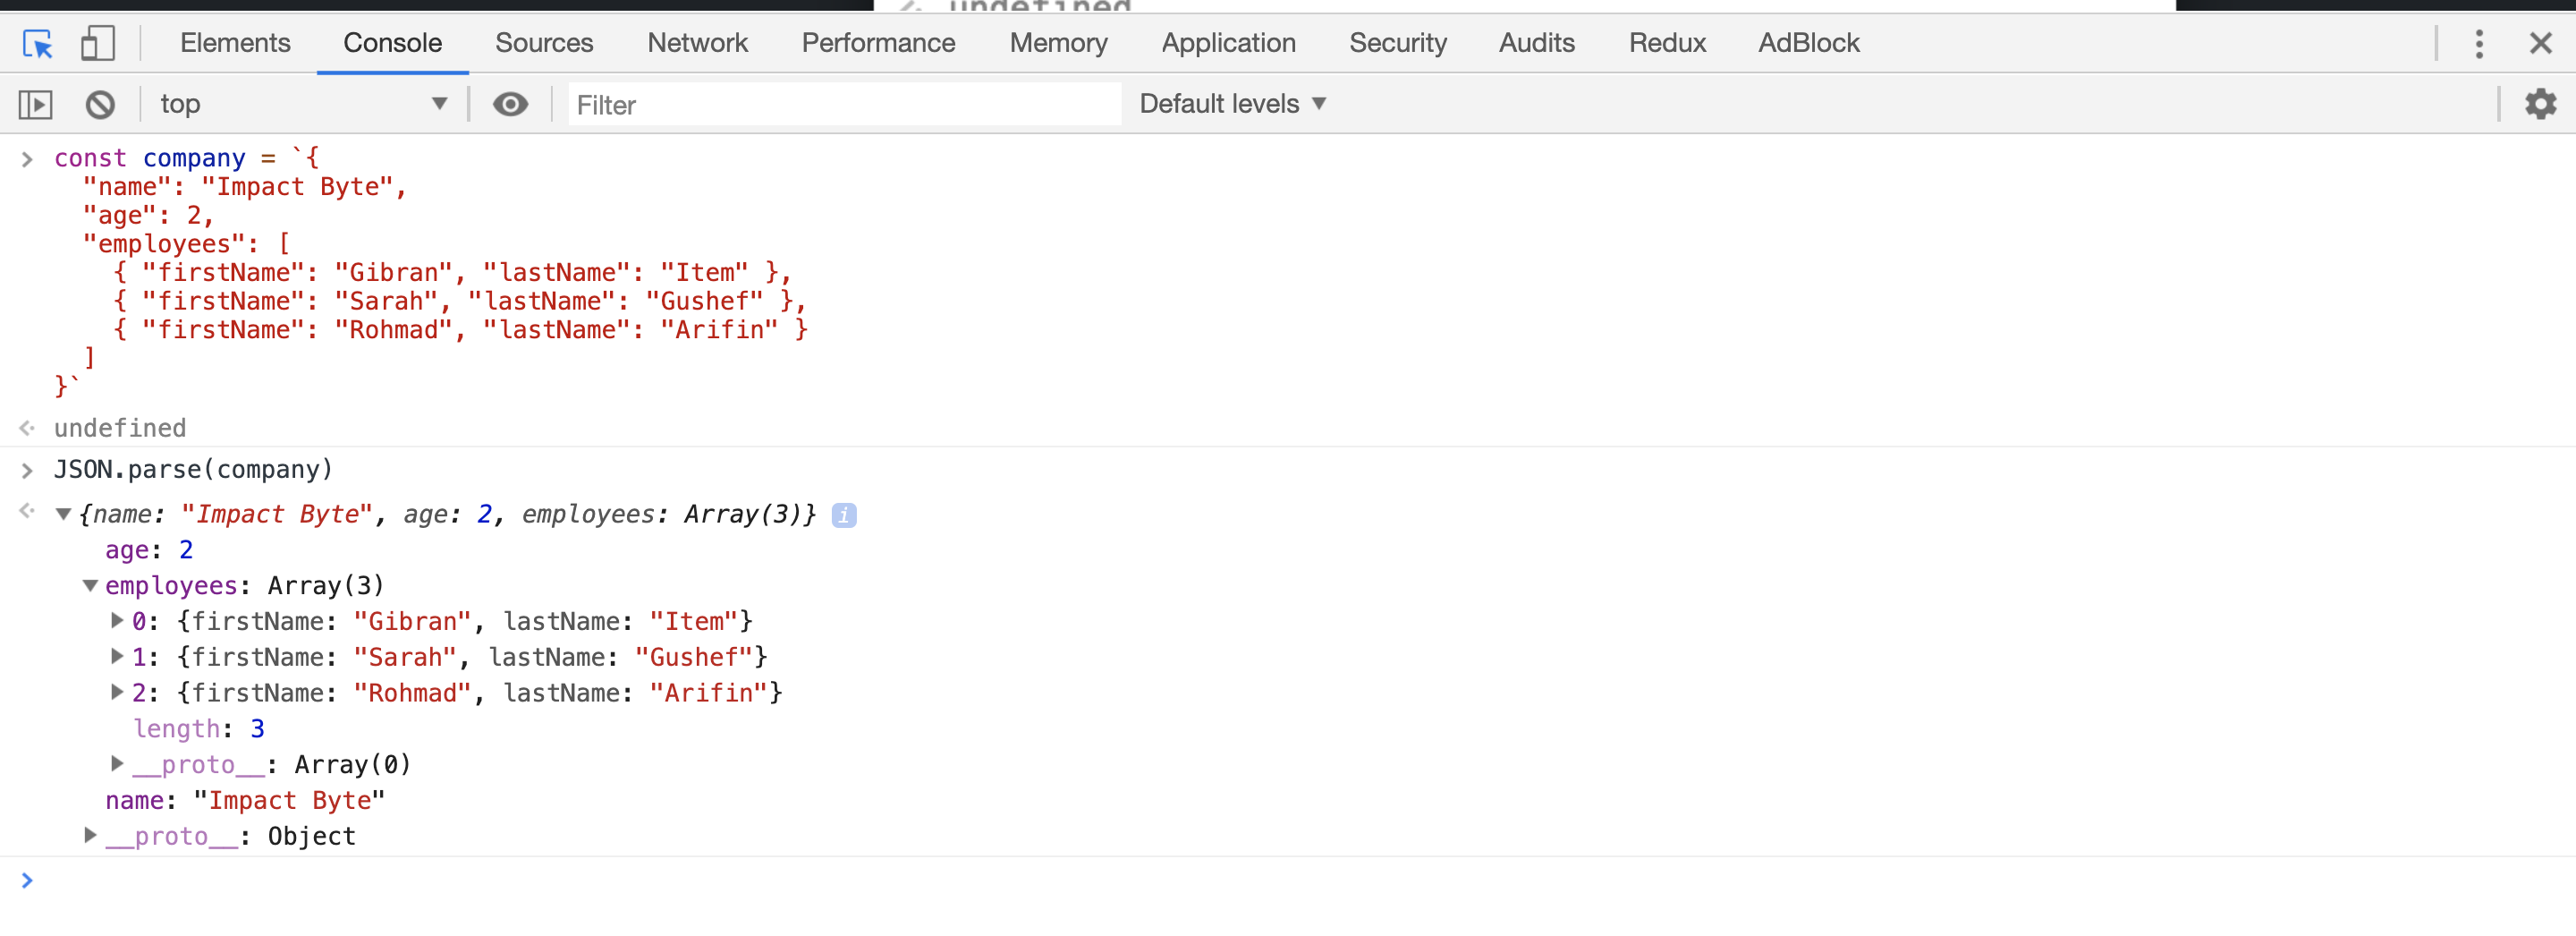 undefined
Elements Console Sources Network Performance Memory Application Security Audits Redux AdBlock
top Filter Default levels
const company = `{
"name": "Impact Byte",
"age": 2,
"employees": [
{ "firstName": "Gibran", "lastName": "Item" },
{ "firstName": "Sarah", "lastName": "Gushef" },
{ "firstName": "Rohmad", "lastName": "Arifin" }
]
}`
undefined
JSON.parse(company)
{name: "Impact Byte", age: 2, employees: Array(3)} i
age: 2
employees: Array(3)
0: {firstName: "Gibran", lastName: "Item"}
1: {firstName: "Sarah", lastName: "Gushef"}
2: {firstName: "Rohmad", lastName: "Arifin"}
length: 3
__proto__: Array(0)
name: "Impact Byte"
__proto__: Object